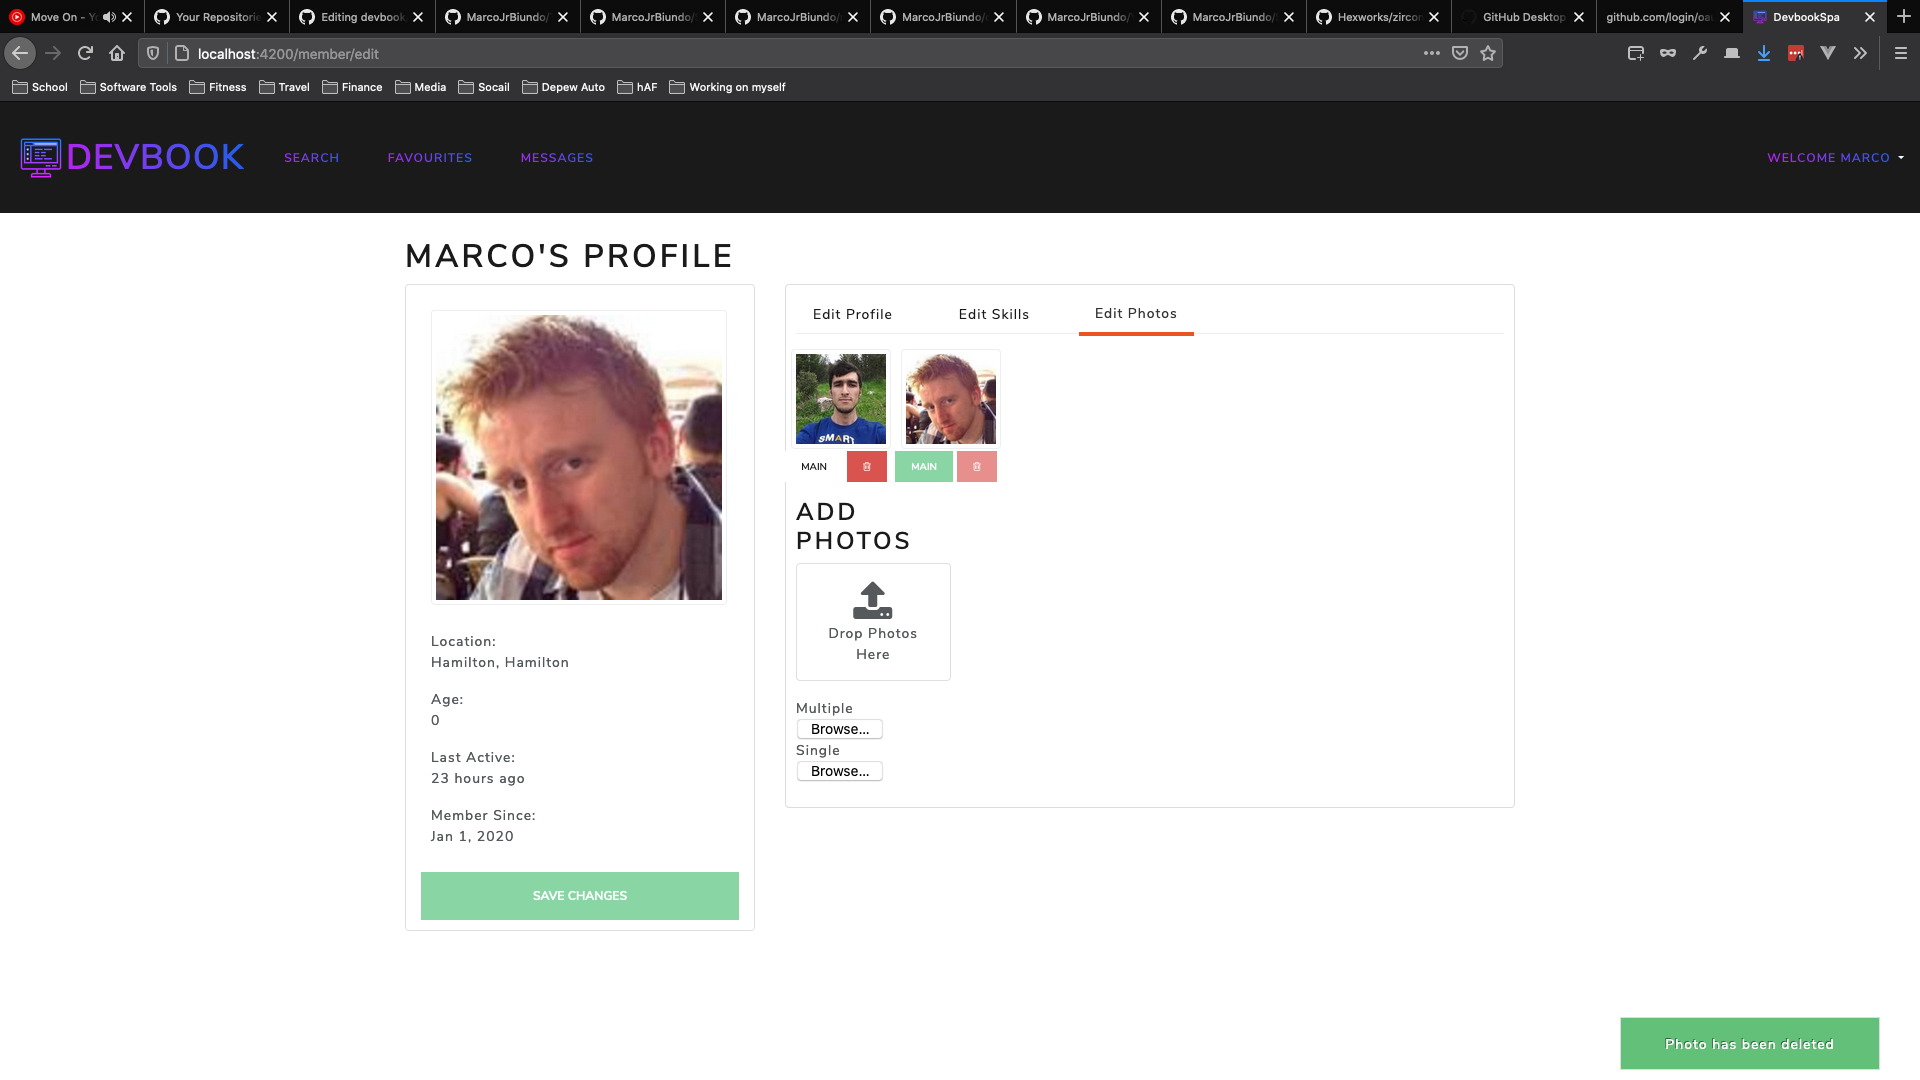 Move On - Y
Your Repositorie
Editing devbook
MarcoJrBiundo/
MarcoJrBiundo/
MarcoJrBiundo/
MarcoJrBiundo/
MarcoJrBiundo/
MarcoJrBiundo/
Hexworks/zircon
GitHub Desktop
github.com/login/oau
DevbookSpa
localhost:4200/member/edit
School
Software Tools
Fitness
Travel
Finance
Media
Socail
Depew Auto
hAF
Working on myself
DEVBOOK
SEARCH
FAVOURITES
MESSAGES
WELCOME MARCO
MARCO'S PROFILE
Location:
Hamilton, Hamilton
Age:
0
Last Active:
23 hours ago
Member Since:
Jan 1, 2020
SAVE CHANGES
Edit Profile
Edit Skills
Edit Photos
SMART
MAIN
MAIN
ADD
PHOTOS
Drop Photos
Here
Multiple
Browse...
Single
Browse...
Photo has been deleted